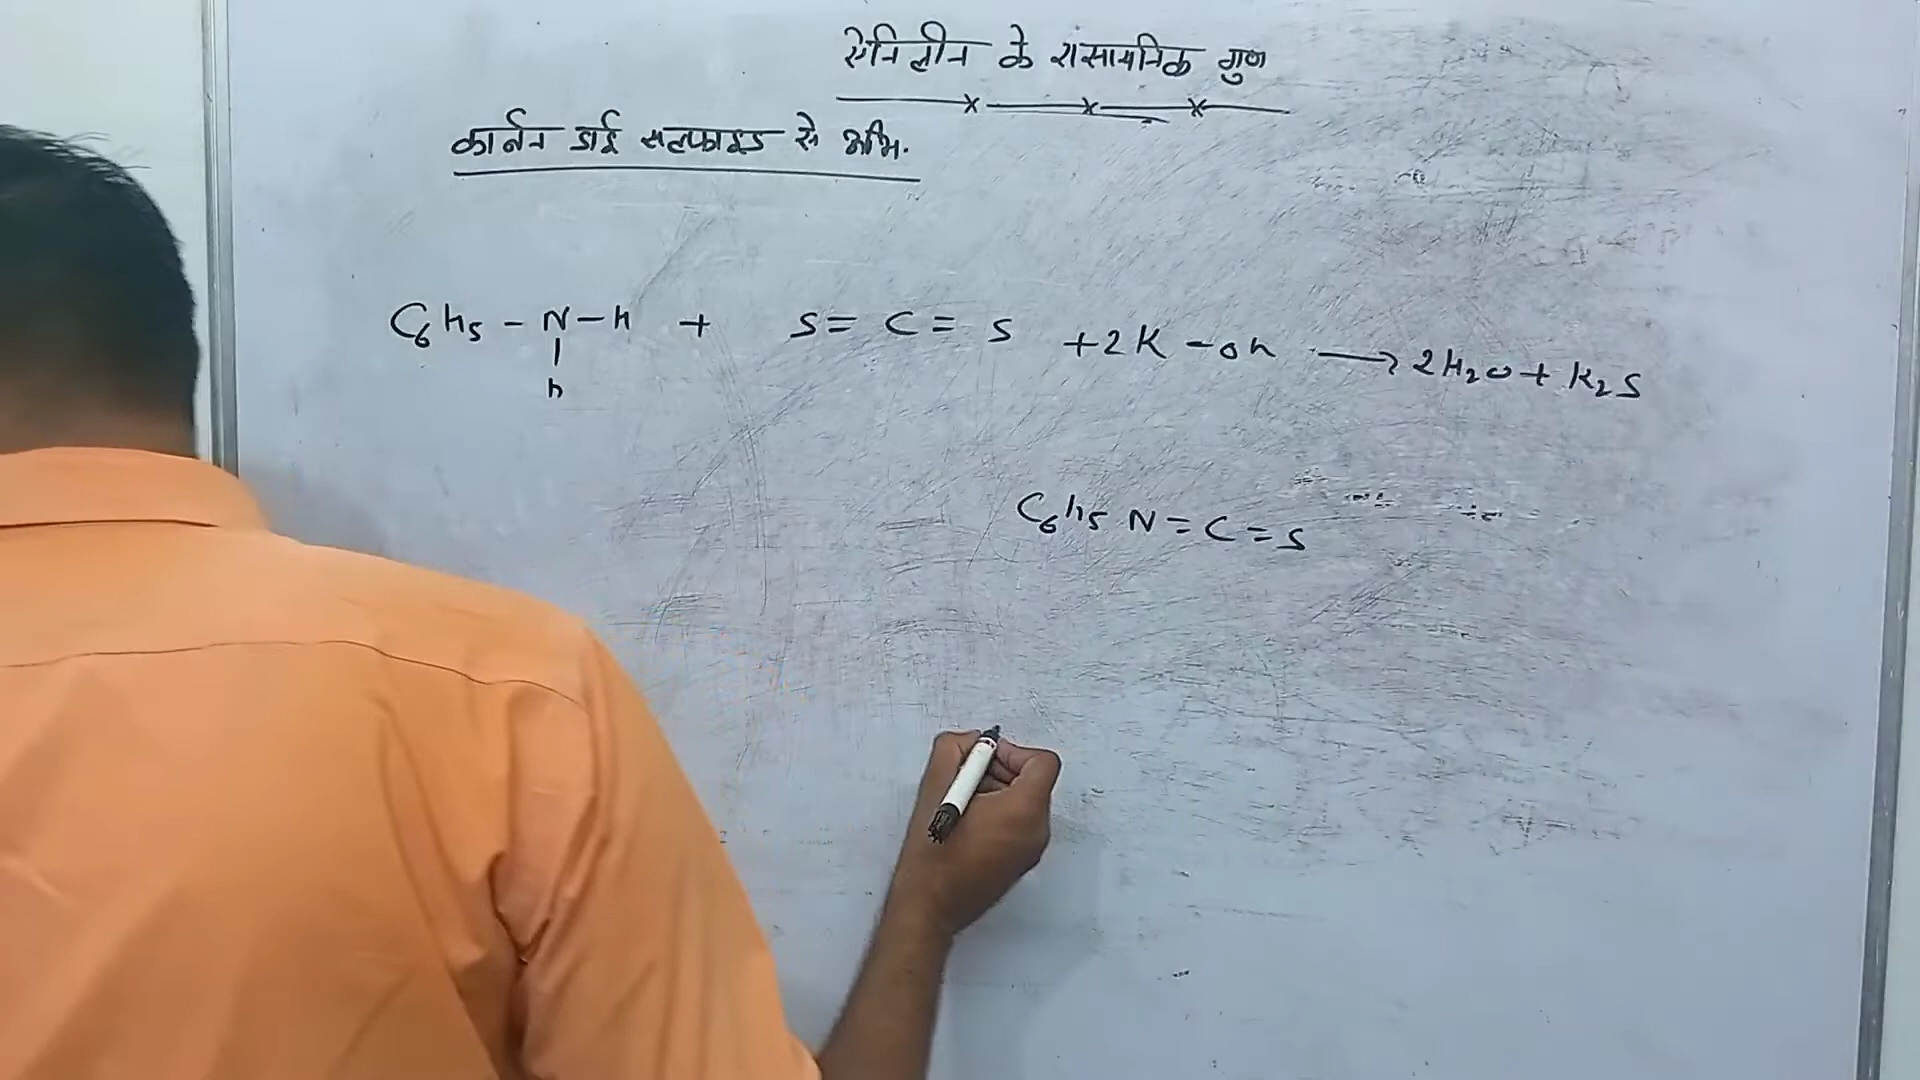 ऐनिलीन के रासायनिक गुण
कार्बन डाई सल्फाइड से अभि.
C6H5 - N - H + S = C = S + 2K - OH → 2H2O + K2S
H
C6H5 N = C = S